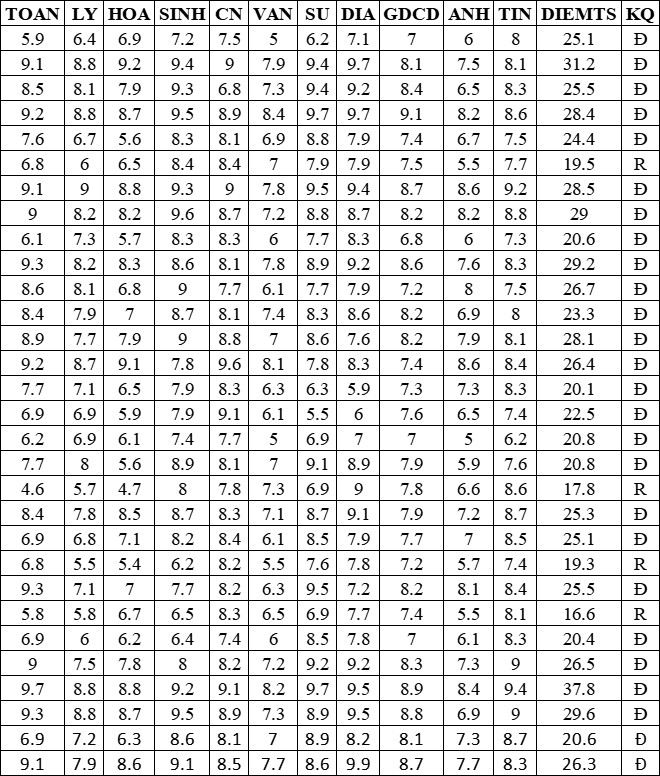 TOAN LY HOA SINH CN VAN SU DIA GDCD ANH TIN DIEMTS KQ
5.9 6.4 6.9 7.2 7.5 5 6.2 7.1 7 6 8 25.1 Đ
9.1 8.8 9.2 9.4 9 7.9 9.4 9.7 8.1 7.5 8.1 31.2 Đ
8.5 8.1 7.9 9.3 6.8 7.3 9.4 9.2 8.4 6.5 8.3 25.5 Đ
9.2 8.8 8.7 9.5 8.9 8.4 9.7 9.7 9.1 8.2 8.6 28.4 Đ
7.6 6.7 5.6 8.3 8.1 6.9 8.8 7.9 7.4 6.7 7.5 24.4 Đ
6.8 6 6.5 8.4 8.4 7 7.9 7.9 7.5 5.5 7.7 19.5 R
9.1 9 8.8 9.3 9 7.8 9.5 9.4 8.7 8.6 9.2 28.5 Đ
9 8.2 8.2 9.6 8.7 7.2 8.8 8.7 8.2 8.2 8.8 29 Đ
6.1 7.3 5.7 8.3 8.3 6 7.7 8.3 6.8 6 7.3 20.6 Đ
9.3 8.2 8.3 8.6 8.1 7.8 8.9 9.2 8.6 7.6 8.3 29.2 Đ
8.6 8.1 6.8 9 7.7 6.1 7.7 7.9 7.2 8 7.5 26.7 Đ
8.4 7.9 7 8.7 8.1 7.4 8.3 8.6 8.2 6.9 8 23.3 Đ
8.9 7.7 7.9 9 8.8 7 8.6 7.6 8.2 7.9 8.1 28.1 Đ
9.2 8.7 9.1 7.8 9.6 8.1 7.8 8.3 7.4 8.6 8.4 26.4 Đ
7.7 7.1 6.5 7.9 8.3 6.3 6.3 5.9 7.3 7.3 8.3 20.1 Đ
6.9 6.9 5.9 7.9 9.1 6.1 5.5 6 7.6 6.5 7.4 22.5 Đ
6.2 6.9 6.1 7.4 7.7 5 6.9 7 7 5 6.2 20.8 Đ
7.7 8 5.6 8.9 8.1 7 9.1 8.9 7.9 5.9 7.6 20.8 Đ
4.6 5.7 4.7 8 7.8 7.3 6.9 9 7.8 6.6 8.6 17.8 R
8.4 7.8 8.5 8.7 8.3 7.1 8.7 9.1 7.9 7.2 8.7 25.3 Đ
6.9 6.8 7.1 8.2 8.4 6.1 8.5 7.9 7.7 7 8.5 25.1 Đ
6.8 5.5 5.4 6.2 8.2 5.5 7.6 7.8 7.2 5.7 7.4 19.3 R
9.3 7.1 7 7.7 8.2 6.3 9.5 7.2 8.2 8.1 8.4 25.5 Đ
5.8 5.8 6.7 6.5 8.3 6.5 6.9 7.7 7.4 5.5 8.1 16.6 R
6.9 6 6.2 6.4 7.4 6 8.5 7.8 7 6.1 8.3 20.4 Đ
9 7.5 7.8 8 8.2 7.2 9.2 9.2 8.3 7.3 9 26.5 Đ
9.7 8.8 8.8 9.2 9.1 8.2 9.7 9.5 8.9 8.4 9.4 37.8 Đ
9.3 8.8 8.7 9.5 8.9 7.3 8.9 9.5 8.8 6.9 9 29.6 Đ
6.9 7.2 6.3 8.6 8.1 7 8.9 8.2 8.1 7.3 8.7 20.6 Đ
9.1 7.9 8.6 9.1 8.5 7.7 8.6 9.9 8.7 7.7 8.3 26.3 Đ